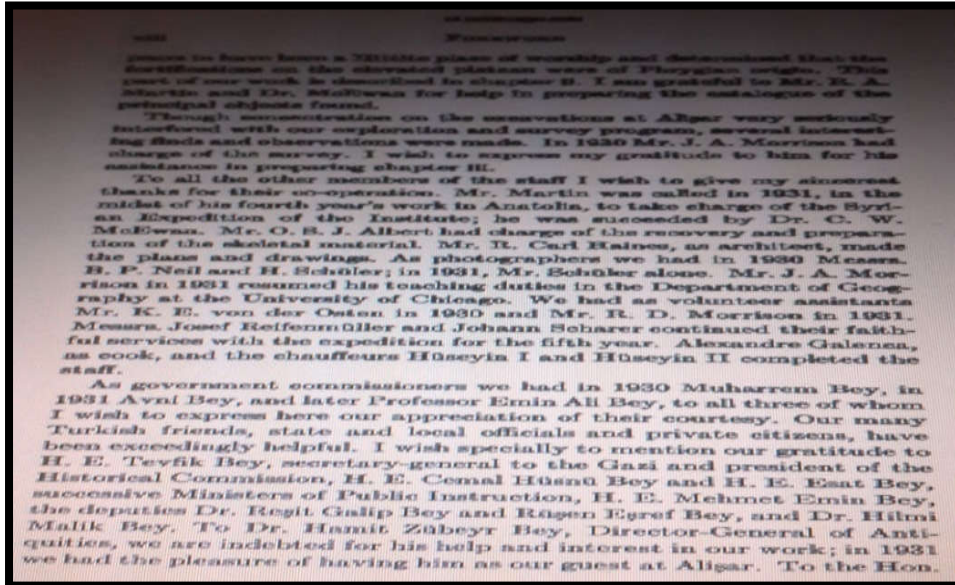 viii Foreword
pears to have been a Hittite place of worship and determined that the
fortifications on the elevated plateau were of Phrygian origin. This
part of our work is described in chapter II. I am grateful to Mr. R. A.
Martin and Dr. McEwan for help in preparing the catalogue of the
principal objects found.
Though concentration on the excavations at Alişar very seriously
interfered with our exploration and survey program, several interest-
ing finds and observations were made. In 1930 Mr. J. A. Morrison had
charge of the survey. I wish to express my gratitude to him for his
assistance in preparing chapter III.
To all the other members of the staff I wish to give my sincerest
thanks for their co-operation. Mr. Martin was called in 1931, in the
midst of his fourth year's work in Anatolia, to take charge of the Syri-
an Expedition of the Institute; he was succeeded by Dr. C. W.
McEwan. Mr. O. S. J. Albert had charge of the recovery and prepara-
tion of the skeletal material. Mr. R. Carl Haines, as architect, made
the plans and drawings. As photographers we had in 1930 Messrs.
B. P. Neil and H. Schüler; in 1931, Mr. Schüler alone. Mr. J. A. Mor-
rison in 1931 resumed his teaching duties in the Department of Geog-
raphy at the University of Chicago. We had as volunteer assistants
Mr. K. E. von der Osten in 1930 and Mr. R. D. Morrison in 1931.
Messrs. Josef Reifenmüller and Johann Scharer continued their faith-
ful services with the expedition for the fifth year. Alexandre Galenea,
as cook, and the chauffeurs Hüseyin I and Hüseyin II completed the
staff.
As government commissioners we had in 1930 Muharrem Bey, in
1931 Avni Bey, and later Professor Emin Ali Bey, to all three of whom
I wish to express here our appreciation of their courtesy. Our many
Turkish friends, state and local officials and private citizens, have
been exceedingly helpful. I wish specially to mention our gratitude to
H. E. Tevfik Bey, secretary-general to the Gazi and president of the
Historical Commission, H. E. Cemal Hüsnü Bey and H. E. Esat Bey,
successive Ministers of Public Instruction, H. E. Mehmet Emin Bey,
the deputies Dr. Reşit Galip Bey and Rüşen Eşref Bey, and Dr. Hilmi
Malik Bey. To Dr. Hamit Zübeyr Bey, Director-General of Anti-
quities, we are indebted for his help and interest in our work; in 1931
we had the pleasure of having him as our guest at Alişar. To the Hon.